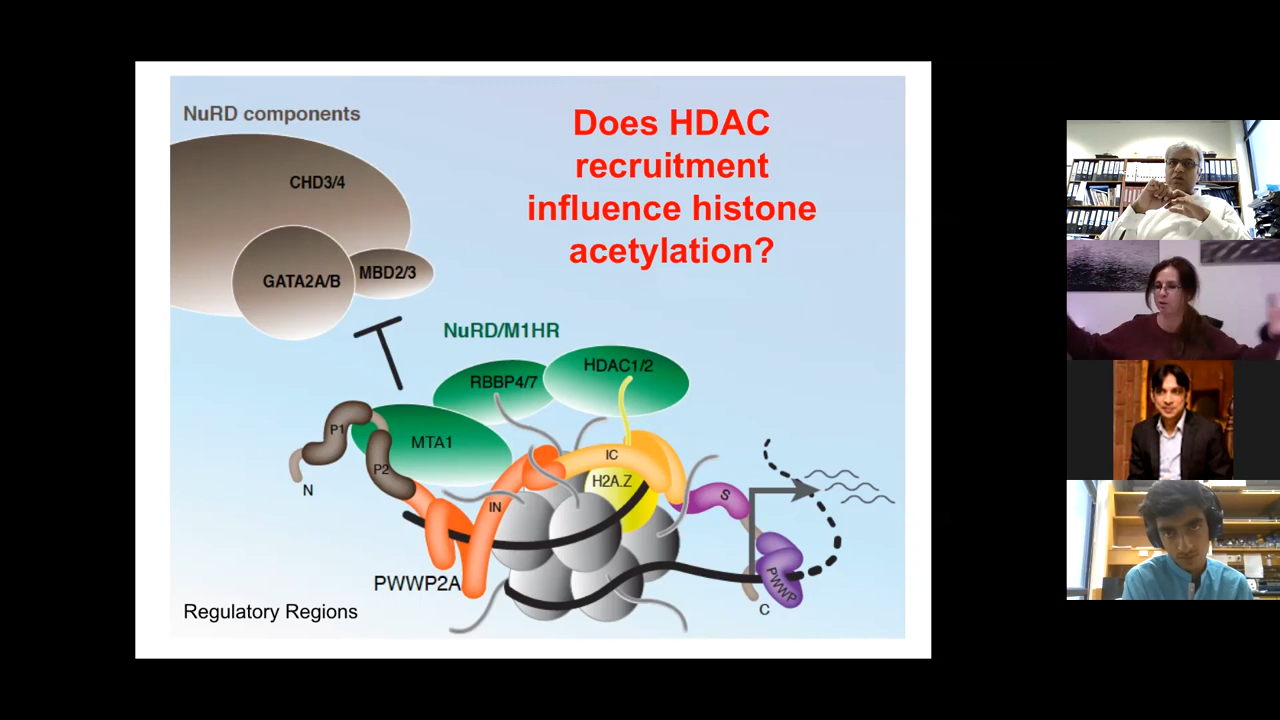 NuRD components
Does HDAC
recruitment
influence histone
acetylation?
CHD3/4
GATA2A/B
MBD2/3
NuRD/M1HR
RBBP4/7
HDAC1/2
P1
MTA1
P2
N
IC
H2A.Z
IN
S
PWWP2A
PWWP
C
Regulatory Regions